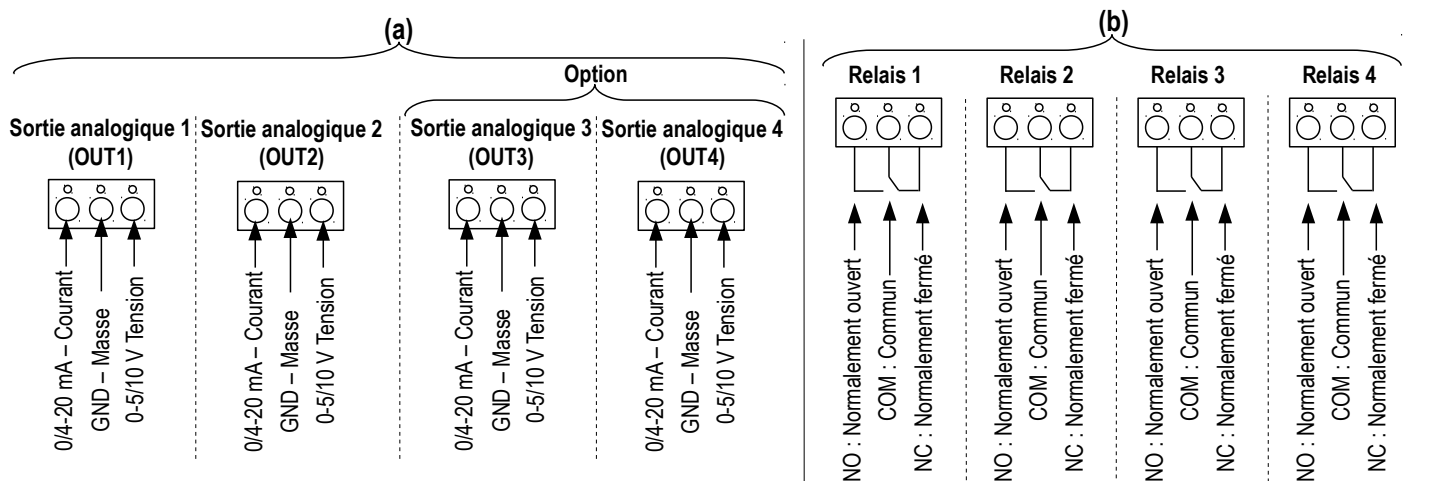 (a)
Option
Sortie analogique 1
(OUT1)
Sortie analogique 2
(OUT2)
Sortie analogique 3
(OUT3)
Sortie analogique 4
(OUT4)
0/4-20 mA – Courant
GND – Masse
0-5/10 V Tension
0/4-20 mA – Courant
GND – Masse
0-5/10 V Tension
0/4-20 mA – Courant
GND – Masse
0-5/10 V Tension
0/4-20 mA – Courant
GND – Masse
0-5/10 V Tension
(b)
Relais 1
Relais 2
Relais 3
Relais 4
NO : Normalement ouvert
COM : Commun
NC : Normalement fermé
NO : Normalement ouvert
COM : Commun
NC : Normalement fermé
NO : Normalement ouvert
COM : Commun
NC : Normalement fermé
NO : Normalement ouvert
COM : Commun
NC : Normalement fermé